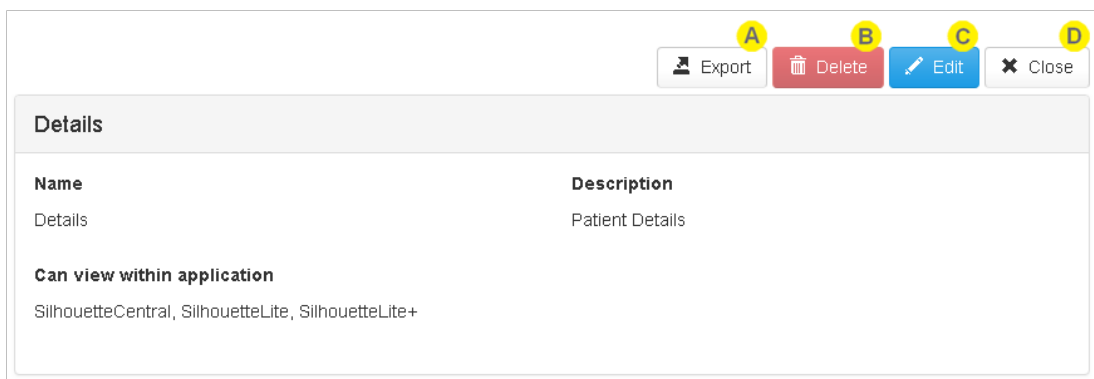 A B C D
Export Delete Edit Close
Details
Name Description
Details Patient Details
Can view within application
SilhouetteCentral, SilhouetteLite, SilhouetteLite+